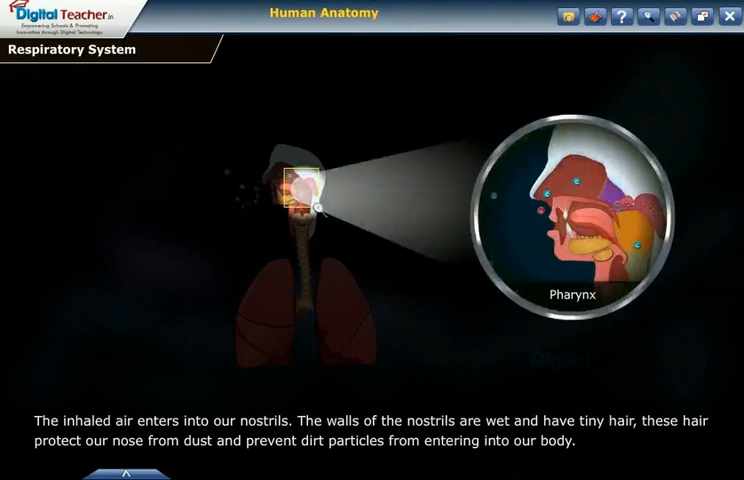 Digital Teacher.in
Empowering Schools & Promoting
Innovation through Digital Technology
Human Anatomy
Respiratory System
Pharynx
The inhaled air enters into our nostrils. The walls of the nostrils are wet and have tiny hair, these hair
protect our nose from dust and prevent dirt particles from entering into our body.